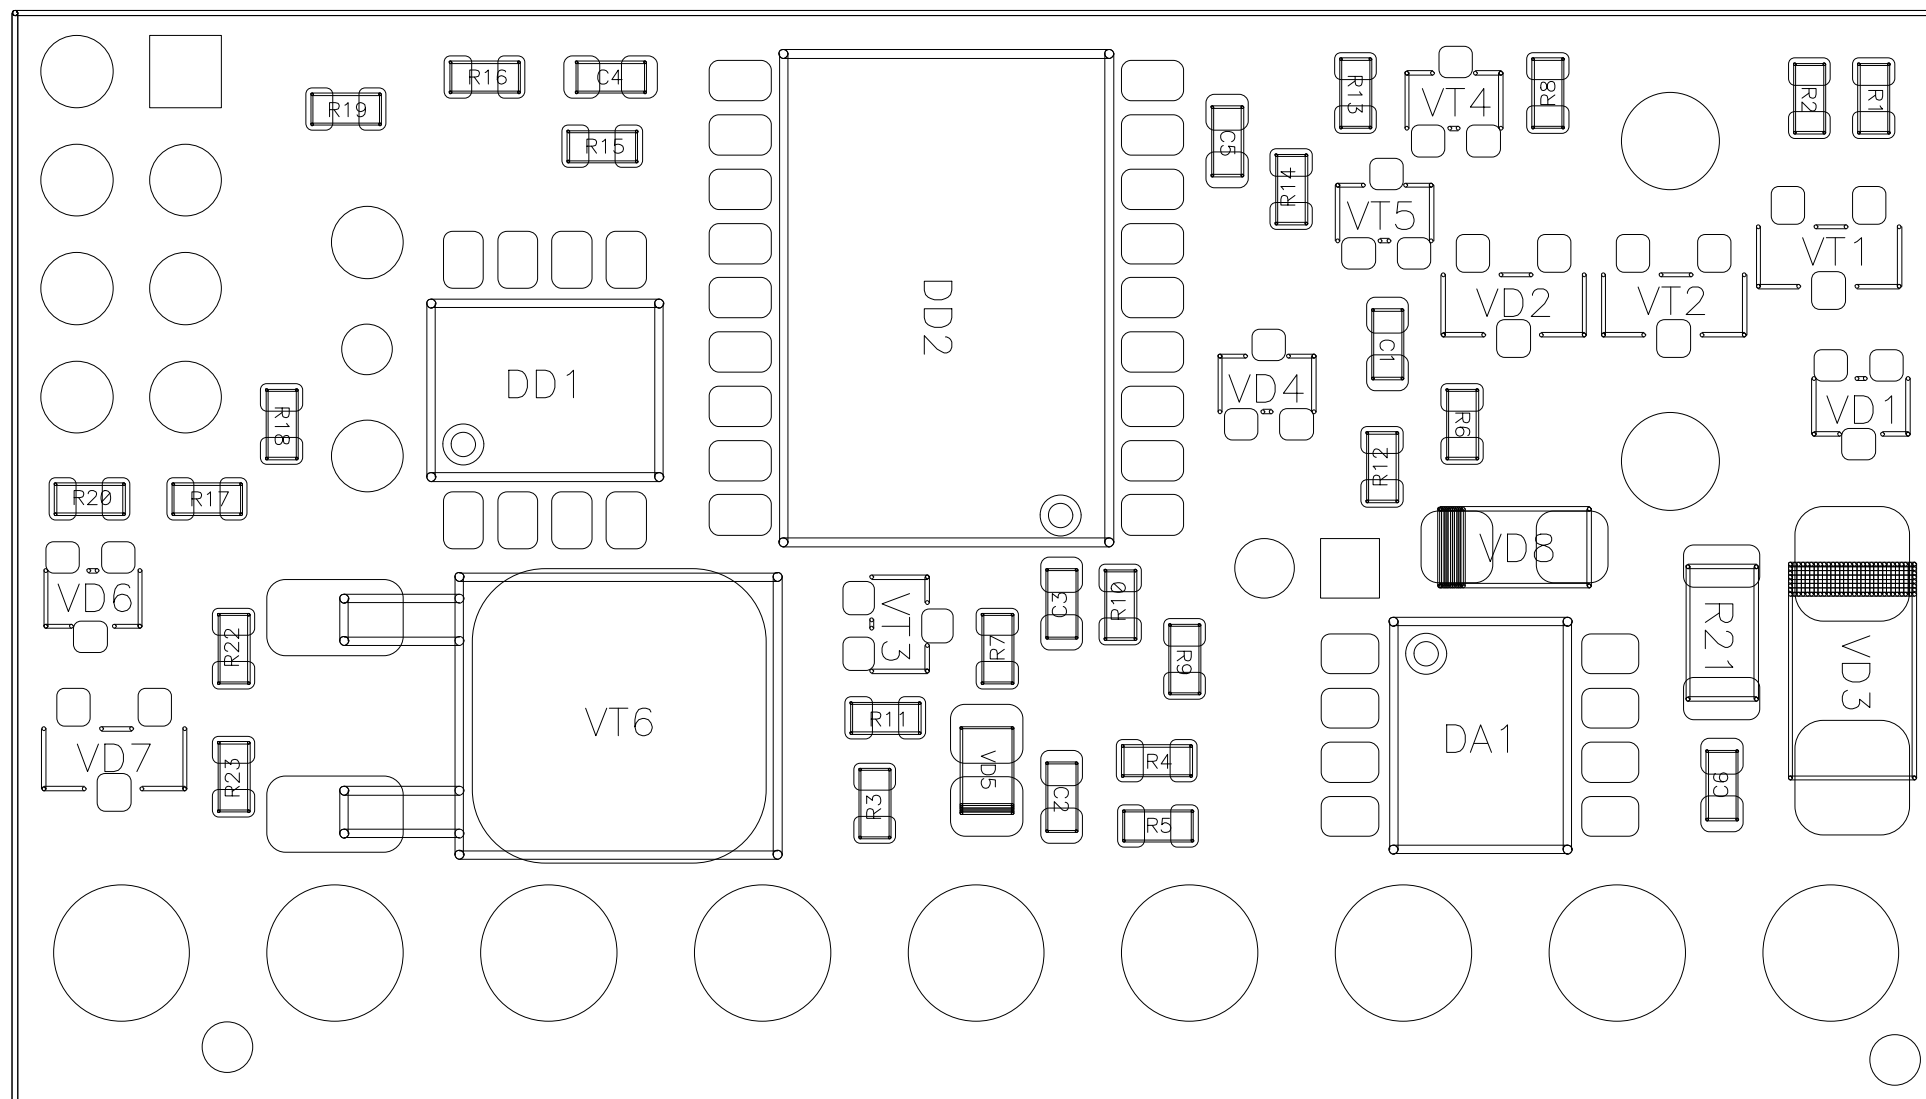 R16
C4
R19
R15
R13
VT4
R8
R2
R1
C5
R14
VT5
VT1
DD2
VD2
VT2
C1
DD1
VD4
VD1
R18
R6
R12
R20
R17
VD8
VD6
C3
R10
VT3
R22
R7
R9
R21
VD3
VT6
R11
DA1
VD7
R23
VD5
R4
C2
C6
R3
R5